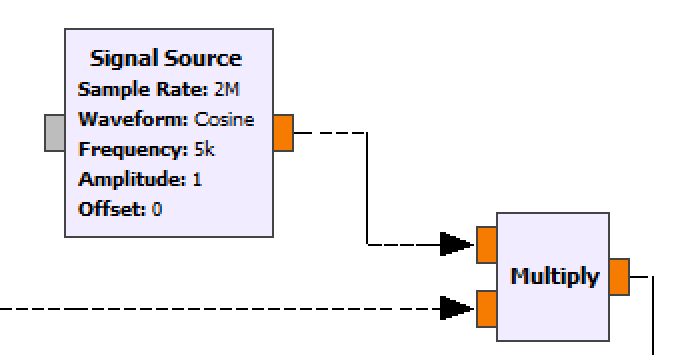 Signal Source
Sample Rate: 2M
Waveform: Cosine
Frequency: 5k
Amplitude: 1
Offset: 0
Multiply